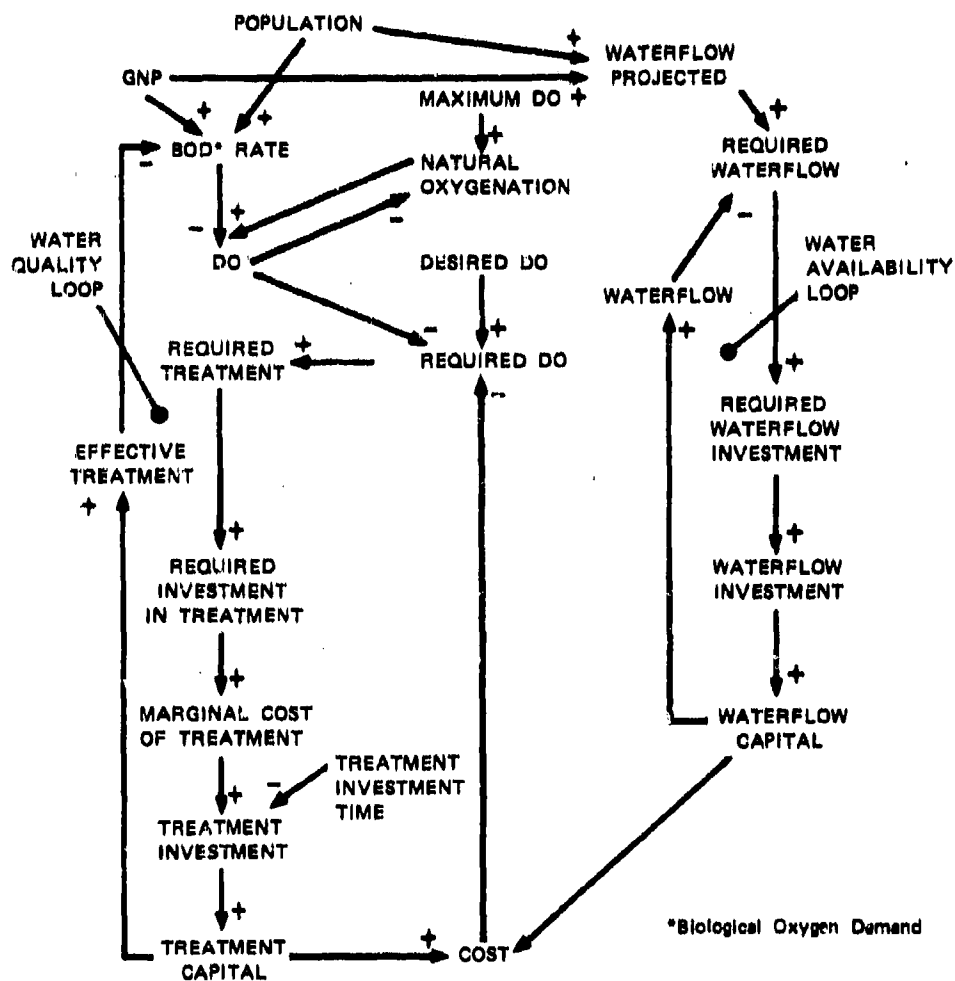 POPULATION
+
WATERFLOW
PROJECTED
GNP
MAXIMUM DO +
+
+
+
+
BOD* RATE
-
NATURAL
OXYGENATION
REQUIRED
WATERFLOW
-
+
-
-
WATER
QUALITY
LOOP
DO
DESIRED DO
WATER
AVAILABILITY
LOOP
WATERFLOW
-
+
+
+
REQUIRED
TREATMENT
REQUIRED DO
+
-
REQUIRED
WATERFLOW
INVESTMENT
EFFECTIVE
TREATMENT
+
+
+
REQUIRED
INVESTMENT
IN TREATMENT
WATERFLOW
INVESTMENT
+
+
MARGINAL COST
OF TREATMENT
WATERFLOW
CAPITAL
TREATMENT
INVESTMENT
TIME
-
+
TREATMENT
INVESTMENT
+
*Biological Oxygen Demand
+
TREATMENT
CAPITAL
COST